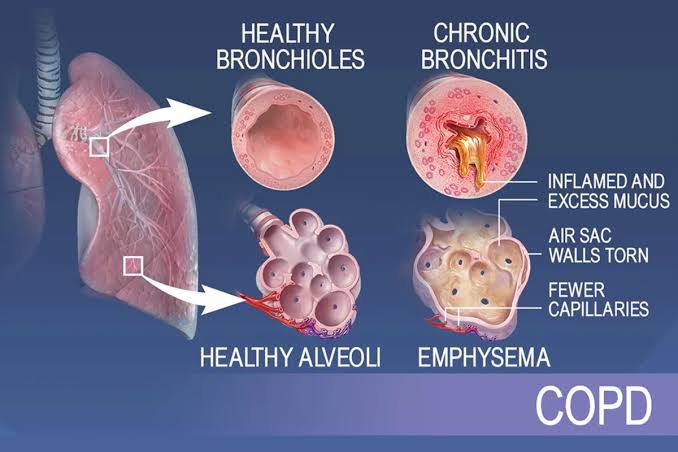 HEALTHY
BRONCHIOLES
CHRONIC
BRONCHITIS
INFLAMED AND
EXCESS MUCUS
AIR SAC
WALLS TORN
FEWER
CAPILLARIES
HEALTHY ALVEOLI
EMPHYSEMA
COPD